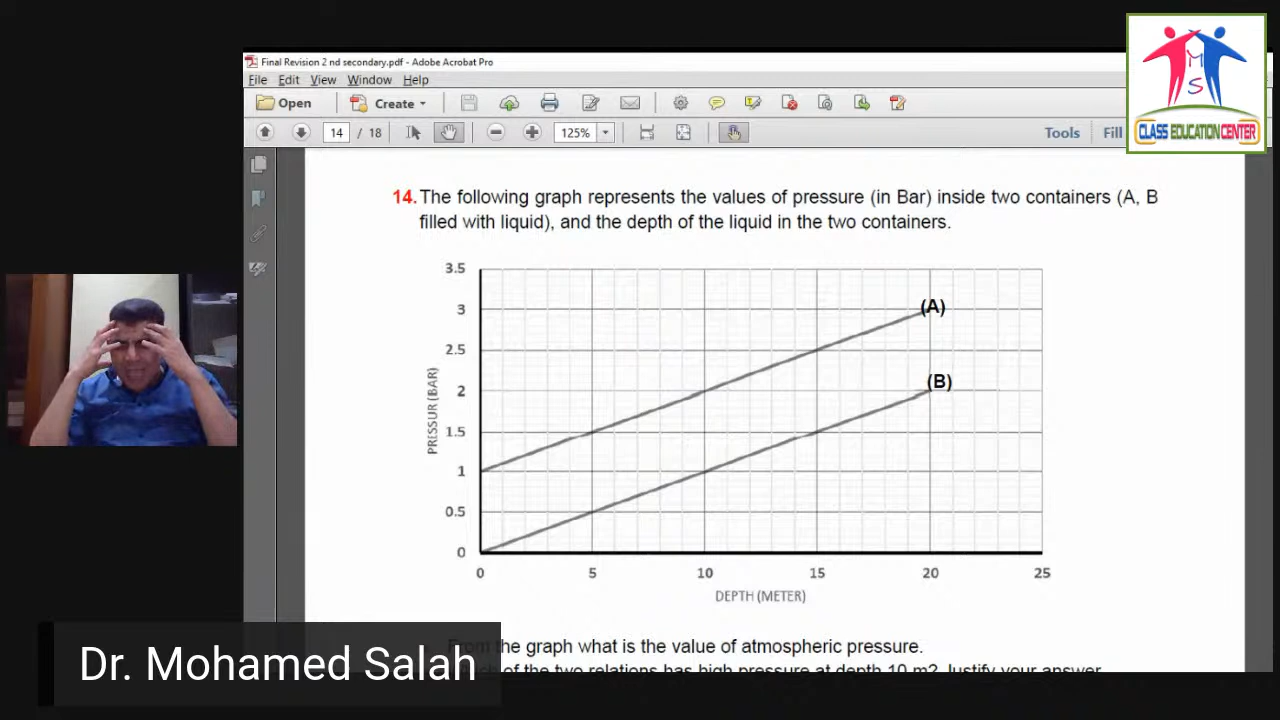 Final Revision 2 nd secondary.pdf - Adobe Acrobat Pro
File Edit View Window Help
Open Create
14 / 18 125% Tools Fill
M
S
CLASS EDUCATION CENTER
14. The following graph represents the values of pressure (in Bar) inside two containers (A, B
filled with liquid), and the depth of the liquid in the two containers.
3.5
3
2.5
2
1.5
1
0.5
0
PRESSUR (BAR)
(A)
(B)
0 5 10 15 20 25
DEPTH (METER)
the graph what is the value of atmospheric pressure.
of the two relations has high pressure at depth 10 m? Justify your answer
Dr. Mohamed Salah